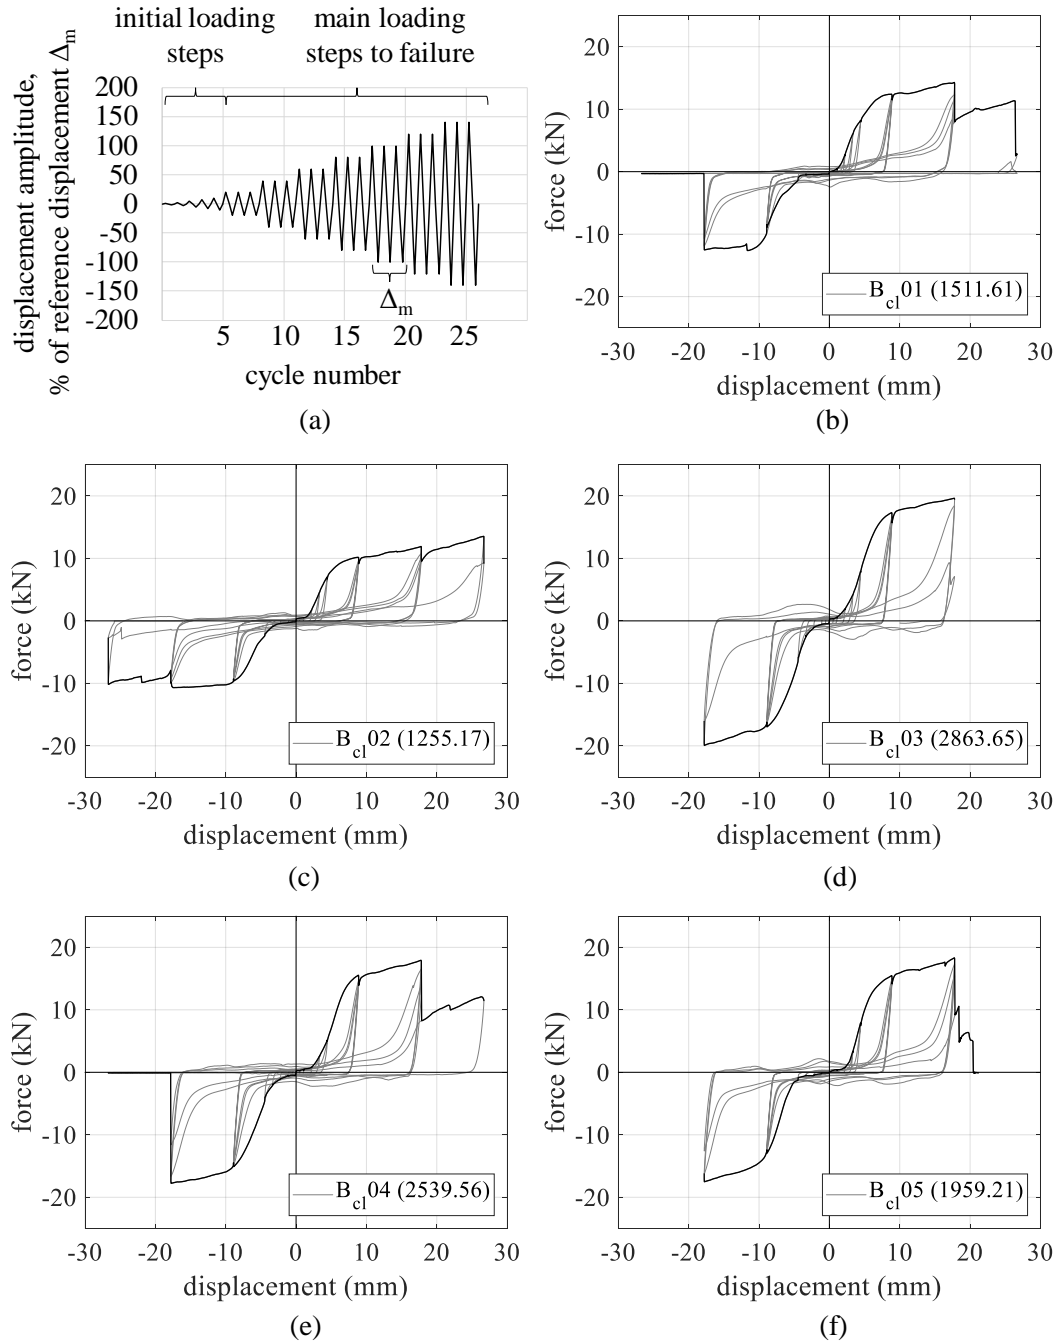 initial loading steps
main loading steps to failure
displacement amplitude,
% of reference displacement Δm
200
150
100
50
0
-50
-100
-150
-200
Δm
5 10 15 20 25
cycle number
(a)
force (kN)
20
10
0
-10
-20
Bcl01 (1511.61)
-30 -20 -10 0 10 20 30
displacement (mm)
(b)
force (kN)
20
10
0
-10
-20
Bcl02 (1255.17)
-30 -20 -10 0 10 20 30
displacement (mm)
(c)
force (kN)
20
10
0
-10
-20
Bcl03 (2863.65)
-30 -20 -10 0 10 20 30
displacement (mm)
(d)
force (kN)
20
10
0
-10
-20
Bcl04 (2539.56)
-30 -20 -10 0 10 20 30
displacement (mm)
(e)
force (kN)
20
10
0
-10
-20
Bcl05 (1959.21)
-30 -20 -10 0 10 20 30
displacement (mm)
(f)